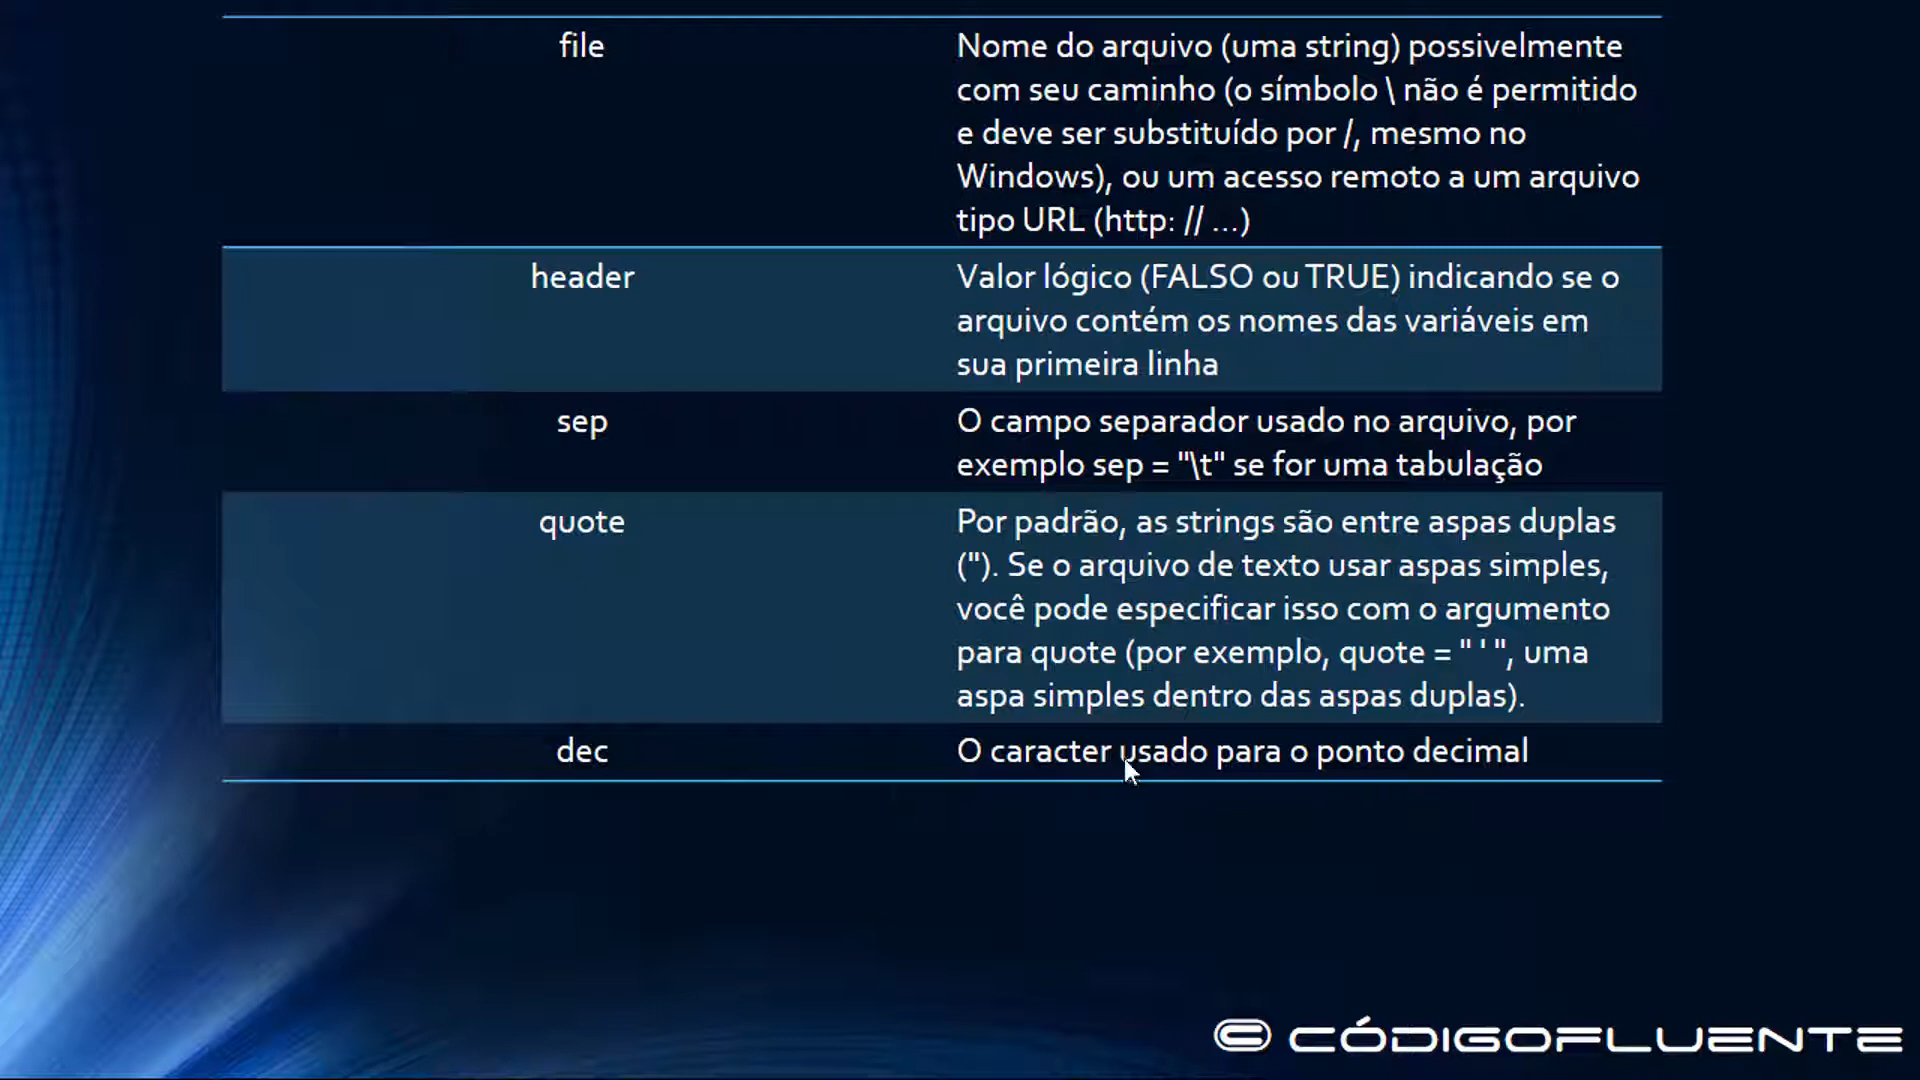 file
Nome do arquivo (uma string) possivelmente
com seu caminho (o símbolo \ não é permitido
e deve ser substituído por /, mesmo no
Windows), ou um acesso remoto a um arquivo
tipo URL (http: // ...)
header
Valor lógico (FALSO ou TRUE) indicando se o
arquivo contém os nomes das variáveis em
sua primeira linha
sep
O campo separador usado no arquivo, por
exemplo sep = "\t" se for uma tabulação
quote
Por padrão, as strings são entre aspas duplas
("). Se o arquivo de texto usar aspas simples,
você pode especificar isso com o argumento
para quote (por exemplo, quote = " ' ", uma
aspa simples dentro das aspas duplas).
dec
O caracter usado para o ponto decimal
CÓDIGOFLUENTE